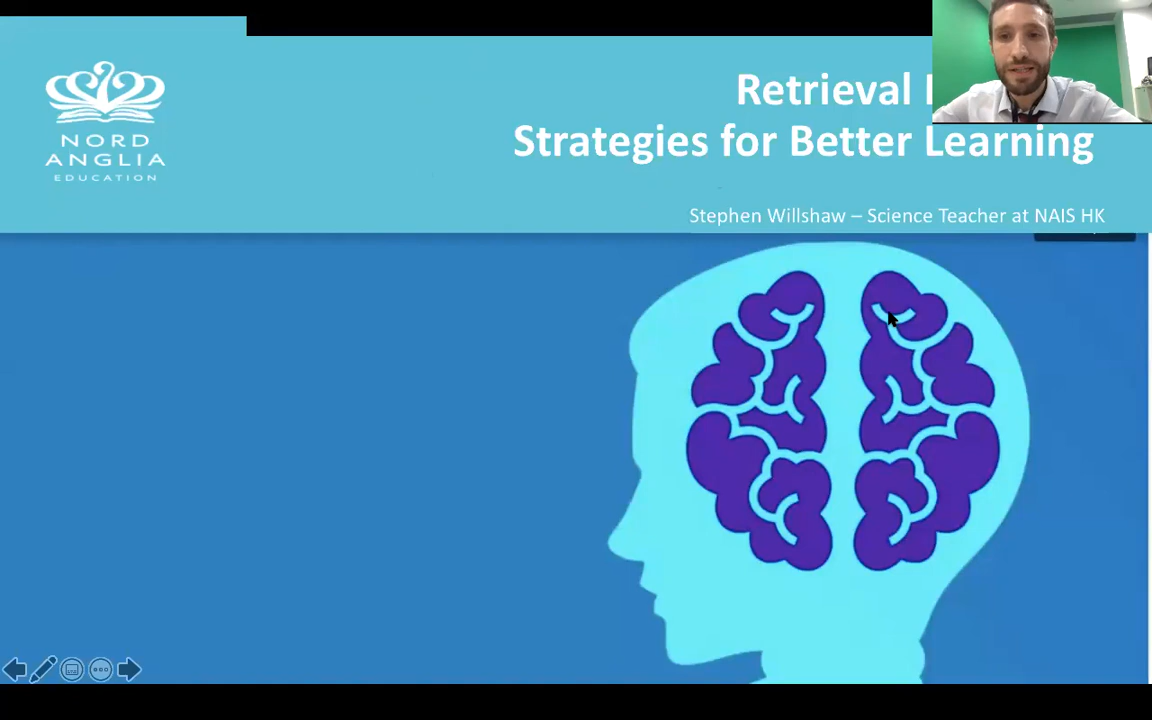 NORD
ANGLIA
EDUCATION
Retrieval
Strategies for Better Learning
Stephen Willshaw – Science Teacher at NAIS HK